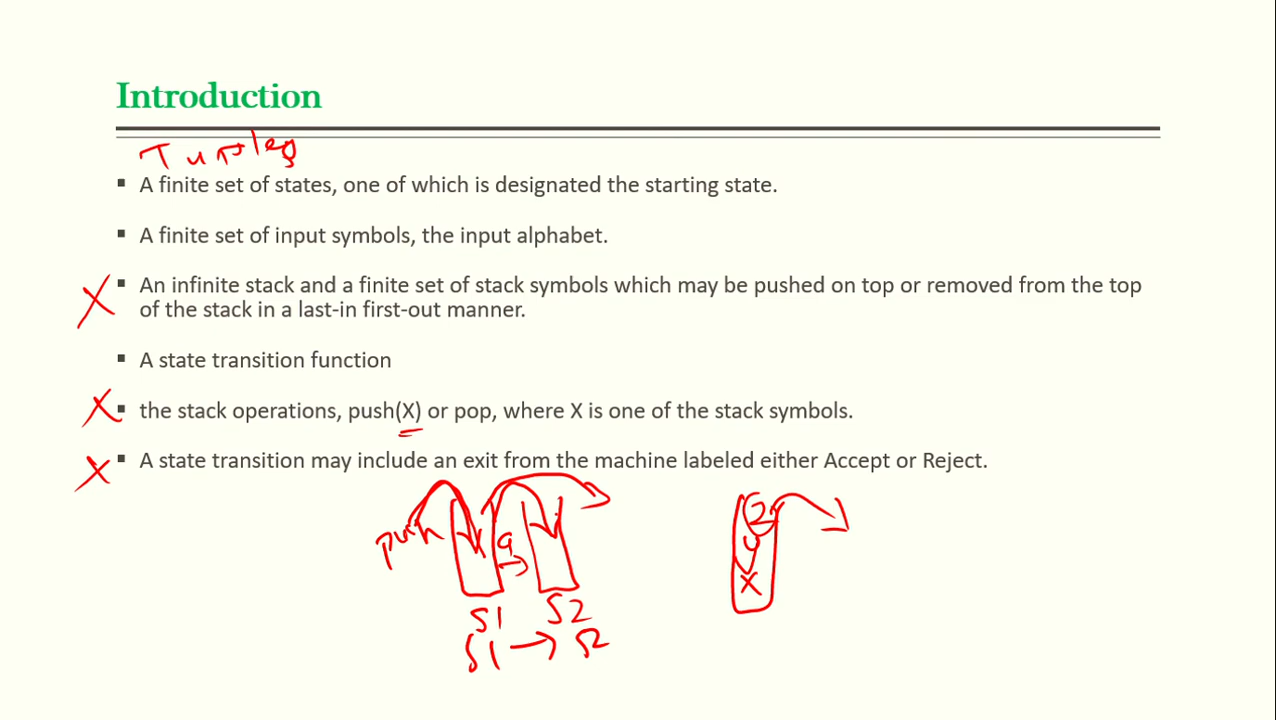 Introduction
▪ A finite set of states, one of which is designated the starting state.
▪ A finite set of input symbols, the input alphabet.
X ▪ An infinite stack and a finite set of stack symbols which may be pushed on top or removed from the top
of the stack in a last-in first-out manner.
▪ A state transition function
X ▪ the stack operations, push(X) or pop, where X is one of the stack symbols.
X ▪ A state transition may include an exit from the machine labeled either Accept or Reject.
push
X
S1 S2
S1 → S2